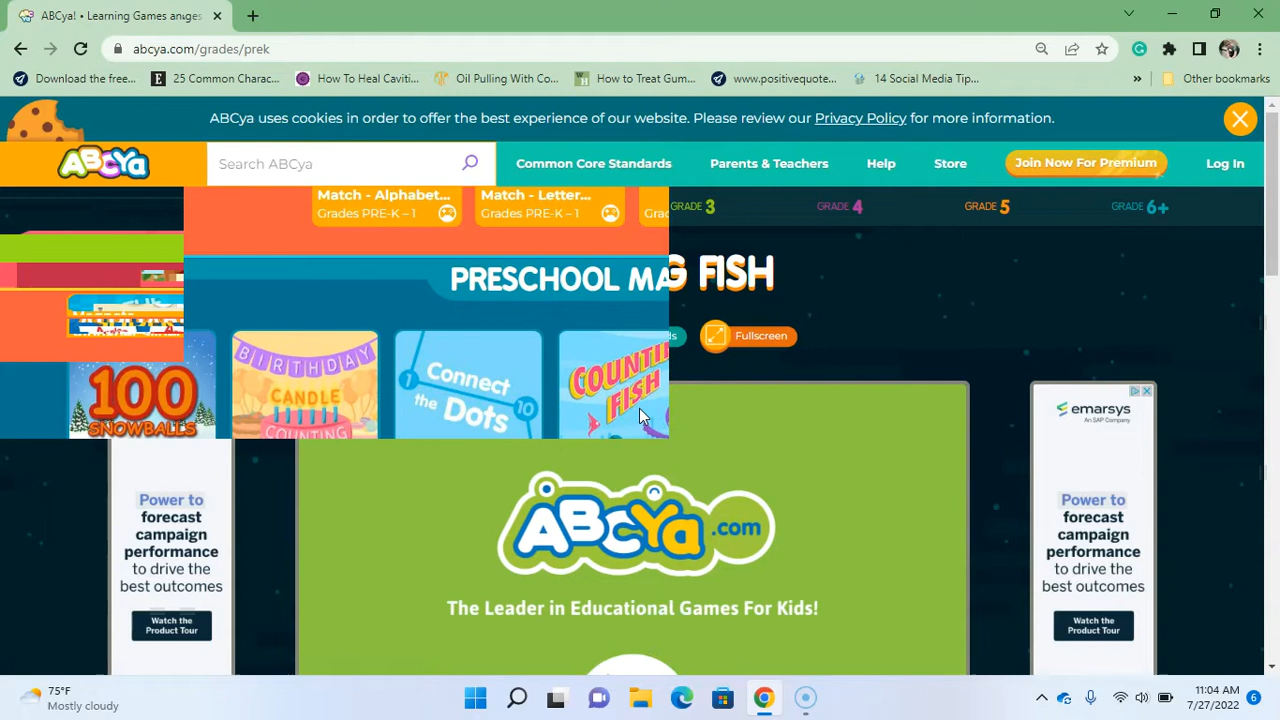 ABCya! • Learning Games and
abcya.com/grades/prek
Download the free...
25 Common Charac...
How To Heal Caviti...
Oil Pulling With Co...
How to Treat Gum...
www.positivequote...
14 Social Media Tip...
»
Other bookmarks
ABCya uses cookies in order to offer the best experience of our website. Please review our Privacy Policy for more information.
ABCYa
Search ABCya
Common Core Standards
Parents & Teachers
Help
Store
Join Now For Premium
Log In
Match - Alphabet...
Grades PRE-K – 1
Match - Letter...
Grades PRE-K – 1
Grad
GRADE 3
GRADE 4
GRADE 5
GRADE 6+
PRESCHOOL MA
G FISH
ds
Fullscreen
100
SNOWBALLS
BIRTHDAY
CANDLE
COUNTING
1
Connect
the Dots
10
COUNTIN
FISH
emarsys
An SAP Company
Power to
forecast
campaign
performance
to drive the
best outcomes
Watch the
Product Tour
ABCYa.com
The Leader in Educational Games For Kids!
Power to
forecast
campaign
performance
to drive the
best outcomes
Watch the
Product Tour
75°F
Mostly cloudy
11:04 AM
7/27/2022
6